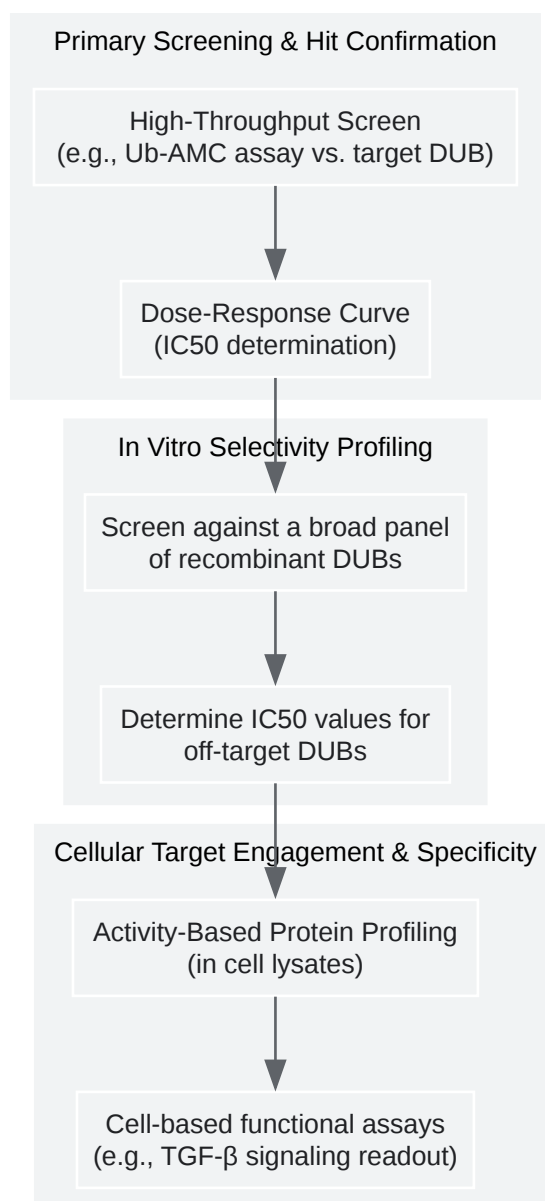 Primary Screening & Hit Confirmation
High-Throughput Screen
(e.g., Ub-AMC assay vs. target DUB)
Dose-Response Curve
(IC50 determination)
In Vitro Selectivity Profiling
Screen against a broad panel
of recombinant DUBs
Determine IC50 values for
off-target DUBs
Cellular Target Engagement & Specificity
Activity-Based Protein Profiling
(in cell lysates)
Cell-based functional assays
(e.g., TGF-β signaling readout)